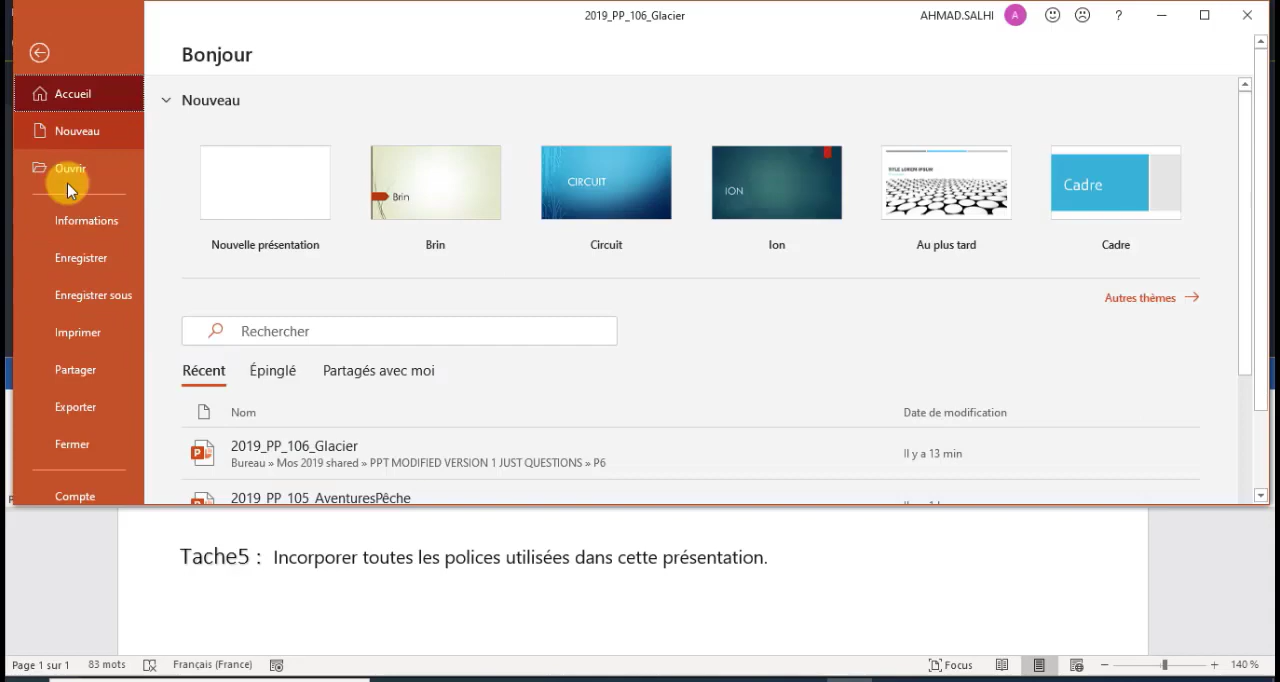 2019_PP_106_Glacier
AHMAD.SALHI A ?
Bonjour
Accueil
Nouveau
Ouvrir
Informations
Enregistrer
Enregistrer sous
Imprimer
Partager
Exporter
Fermer
Compte
Nouveau
Brin
CIRCUIT
ION
TITLE LOREM IPSUM
Cadre
Nouvelle présentation
Brin
Circuit
Ion
Au plus tard
Cadre
Autres thèmes
Rechercher
Récent Épinglé Partagés avec moi
Nom Date de modification
2019_PP_106_Glacier
Bureau » Mos 2019 shared » PPT MODIFIED VERSION 1 JUST QUESTIONS » P6
Il y a 13 min
2019_PP_105_AventuresPêche
Tache5 : Incorporer toutes les polices utilisées dans cette présentation.
Page 1 sur 1 83 mots Français (France) Focus 140 %